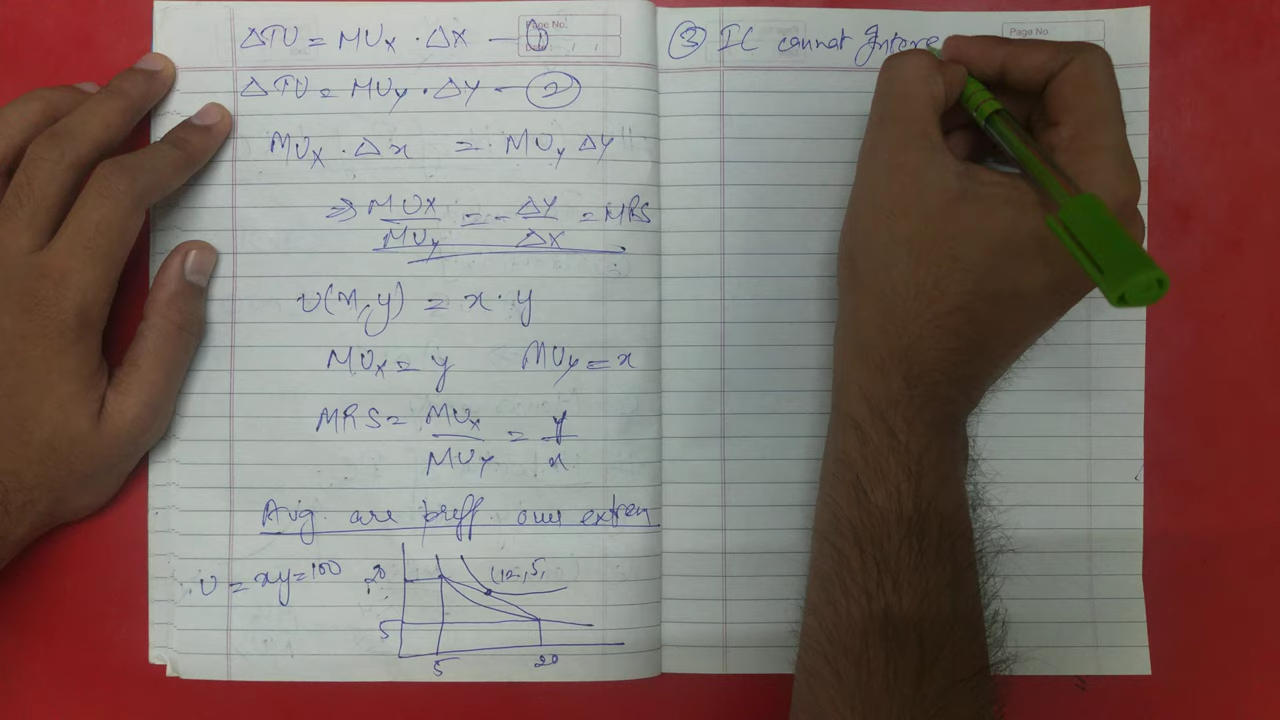 Page No.
ΔTU = MUx · Δx — ①
ΔTU = MUy · Δy — ②
MUx · Δx = MUy Δy
⇒ MUx / MUy = - ΔY / ΔX = MRS
U(x,y) = x · y
MUx = y MUy = x
MRS = MUx / MUy = y / x
Avg. are preff. over extrem
U = xy = 100
20
5
(12.5,
5 20
Page No.
③ IC cannot Interse